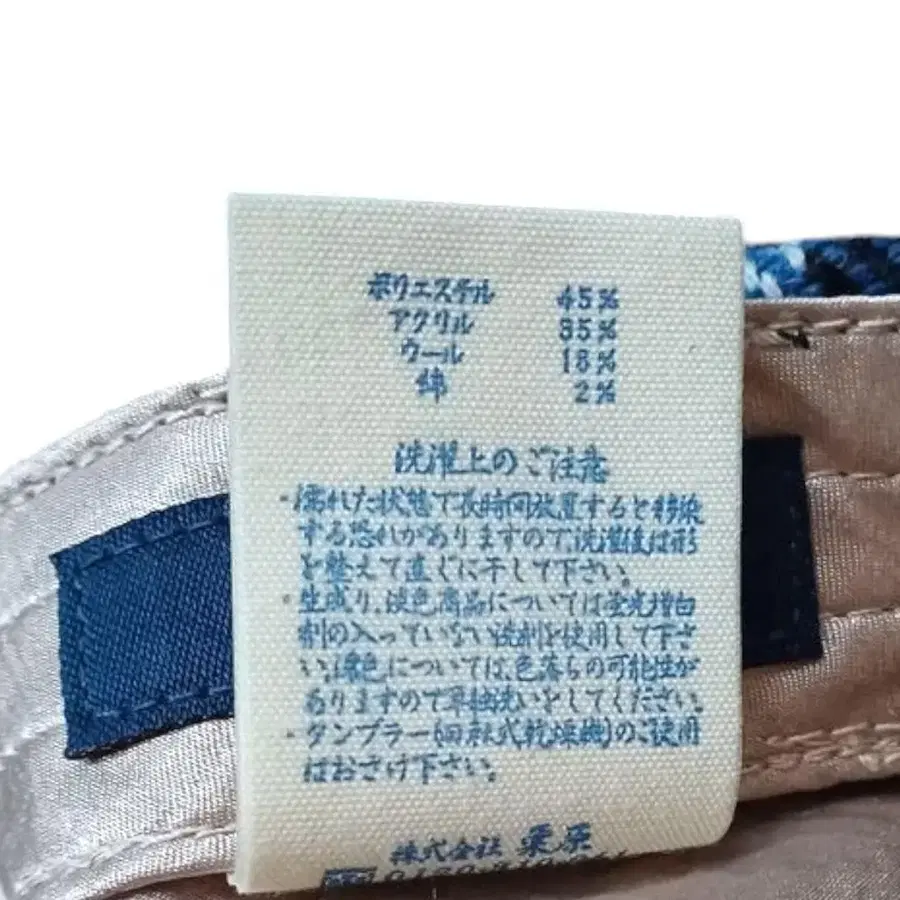 ポリエステル 45%
アクリル 35%
ウール 18%
綿 2%
洗濯上のご注意
・濡れた状態で長時間放置すると移染
する恐れがありますので、洗濯後は形
を整えて直ぐに干して下さい。
・生成り、淡色商品については蛍光増白
剤の入っていない洗剤を使用して下さ
い。濃色については、色落ちの可能性が
ありますので単独洗いとしてください。
・タンブラー(回転式乾燥機)のご使用
はおさけ下さい。
株式会社 栗原